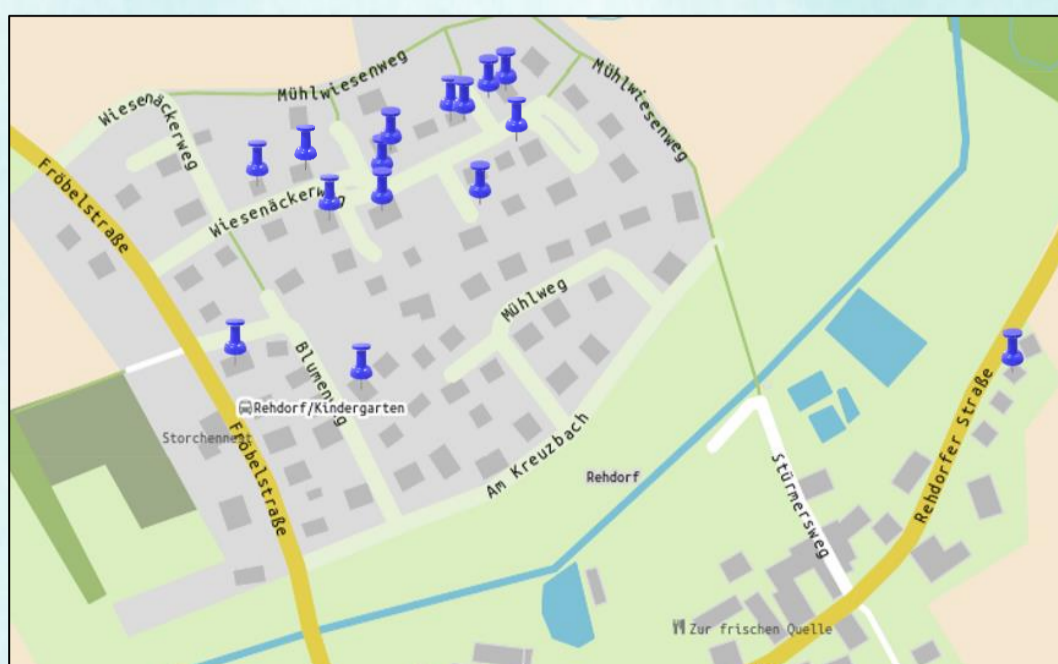 Mühlwiesenweg
Mühlwiesenweg
Wiesenäckerweg
Fröbelstraße
Wiesenäckerweg
Mühlweg
Blumenweg
Rehdorf/Kindergarten
Storchennest
Fröbelstraße
Am Kreuzbach
Rehdorf
Stürmersweg
Rehdorfer Straße
Zur frischen Quelle